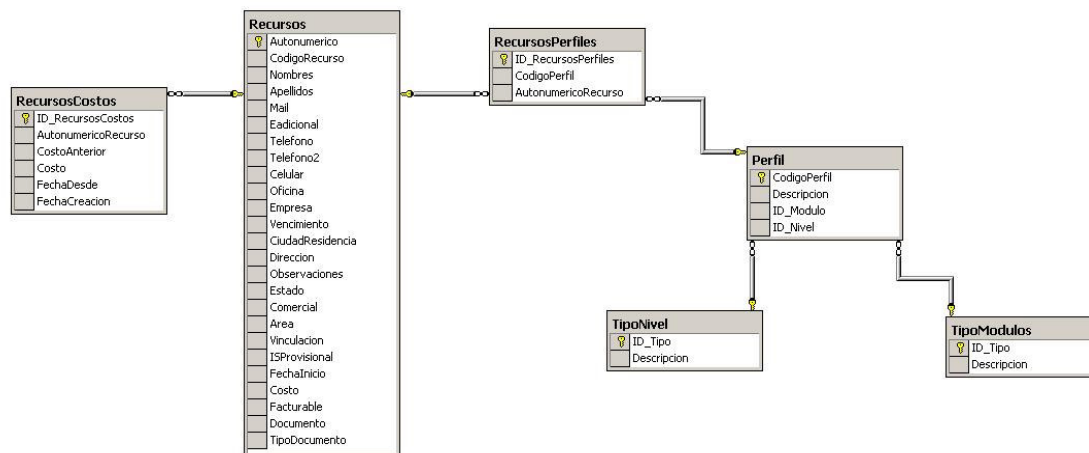 Recursos
Autonumerico
CodigoRecurso
Nombres
Apellidos
Mail
Eadicional
Telefono
Telefono2
Celular
Oficina
Empresa
Vencimiento
CiudadResidencia
Direccion
Observaciones
Estado
Comercial
Area
Vinculacion
ISProvisional
FechaInicio
Costo
Facturable
Documento
TipoDocumento
RecursosCostos
ID_RecursosCostos
AutonumericoRecurso
CostoAnterior
Costo
FechaDesde
FechaCreacion
RecursosPerfiles
ID_RecursosPerfiles
CodigoPerfil
AutonumericoRecurso
Perfil
CodigoPerfil
Descripcion
ID_Modulo
ID_Nivel
TipoNivel
ID_Tipo
Descripcion
TipoModulos
ID_Tipo
Descripcion